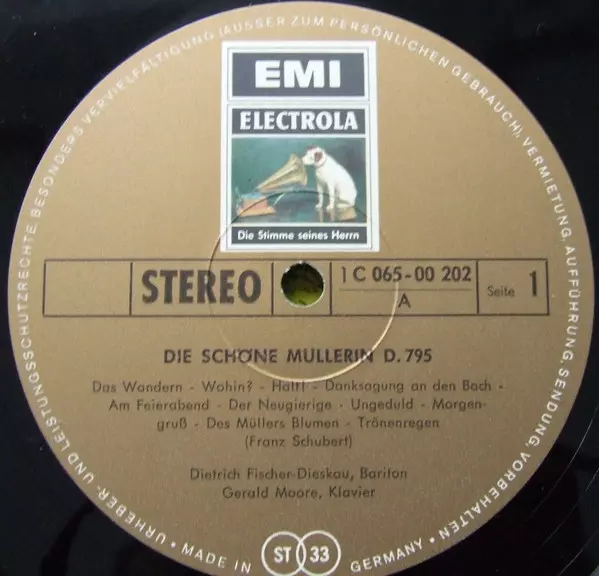 URHEBER- UND LEISTUNGSSCHUTZRECHTE, BESONDERS VERVIELFÄLTIGUNG (AUSSER ZUM PERSÖNLICHEN GEBRAUCH), VERMIETUNG, AUFFÜHRUNG, SENDUNG, VORBEHALTEN
EMI
ELECTROLA
Die Stimme seines Herrn
STEREO
1 C 065-00 202
A
Seite 1
DIE SCHÖNE MÜLLERIN D. 795
Das Wandern - Wohin? - Halt! - Danksagung an den Bach -
Am Feierabend - Der Neugierige - Ungeduld - Morgen-
gruß - Des Müllers Blumen - Tränenregen
(Franz Schubert)
Dietrich Fischer-Dieskau, Bariton
Gerald Moore, Klavier
• MADE IN GERMANY •
ST 33